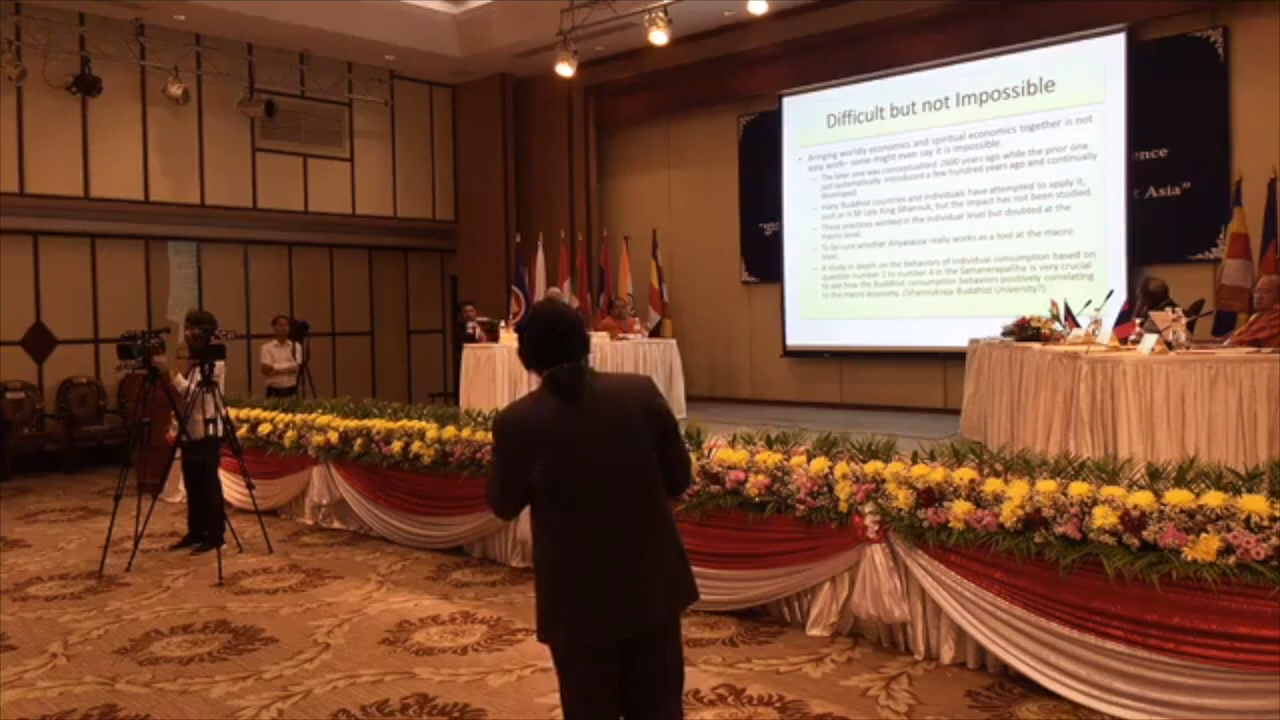 Difficult but not Impossible
• Bringing worldly economics and spiritual economics together is not
easy work– some might even say it is impossible.
– The later one was conceptualized 2600 years ago while the prior one
just systematically introduced a few hundred years ago and continually
developed.
– many Buddhist countries and individuals have attempted to apply it,
such as H M Late King Sihanouk, but the impact has not been studied.
– These practices worked in the individual level but doubted at the
macro level.
– To be sure whether Ariyasacca really works as a tool at the macro
level.
– A study in depth on the behaviors of individual consumption based on
question number 1 to number 4 in the Samanerapañha is very crucial
to see how the Buddhist consumption behaviors positively correlating
to the macro economy. (Sihanoukraja Buddhist University?).
ence
t Asia"